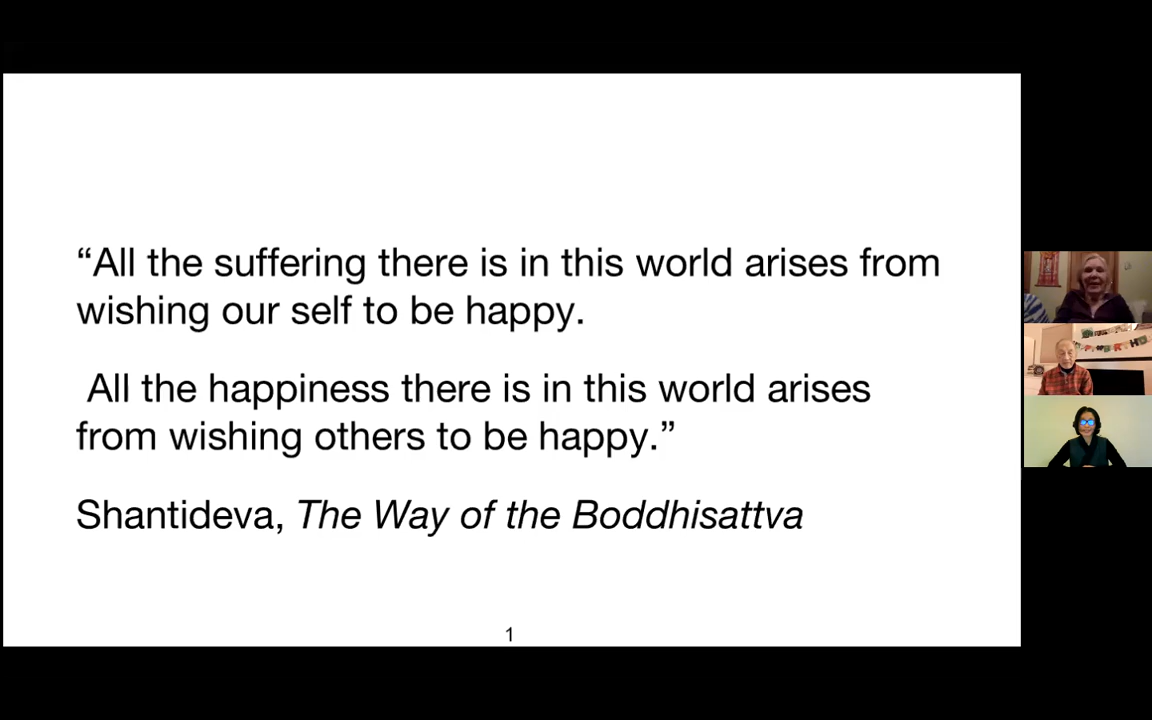 “All the suffering there is in this world arises from
wishing our self to be happy.
All the happiness there is in this world arises
from wishing others to be happy.”
Shantideva, The Way of the Boddhisattva
1